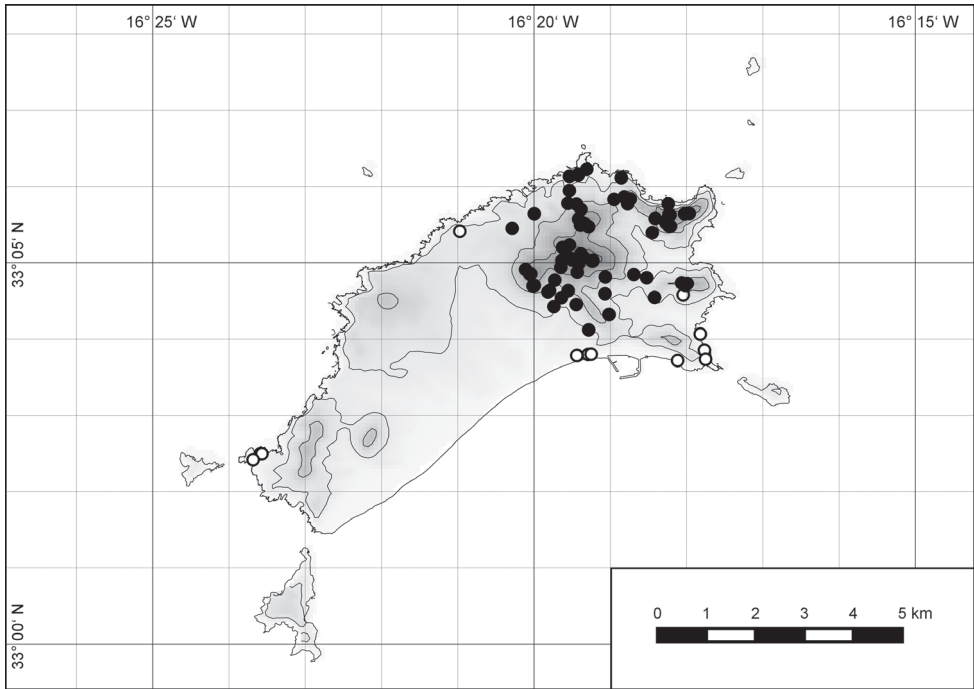 16° 25‘ W
16° 20‘ W
16° 15‘ W
33° 05‘ N
33° 00‘ N
0 1 2 3 4 5 km